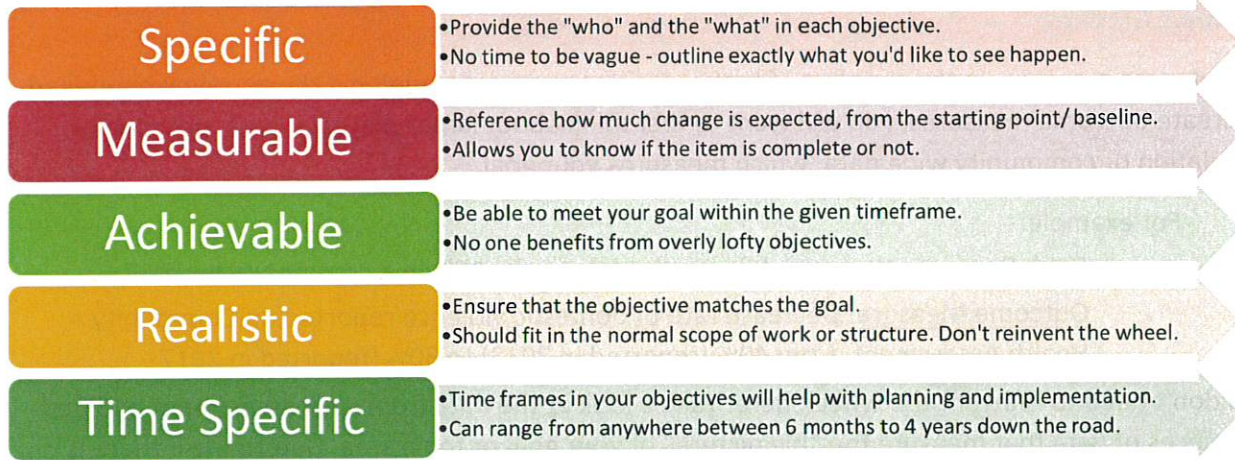 Specific
•Provide the "who" and the "what" in each objective.
•No time to be vague - outline exactly what you'd like to see happen.
Measurable
•Reference how much change is expected, from the starting point/ baseline.
•Allows you to know if the item is complete or not.
Achievable
•Be able to meet your goal within the given timeframe.
•No one benefits from overly lofty objectives.
Realistic
•Ensure that the objective matches the goal.
•Should fit in the normal scope of work or structure. Don't reinvent the wheel.
Time Specific
•Time frames in your objectives will help with planning and implementation.
•Can range from anywhere between 6 months to 4 years down the road.